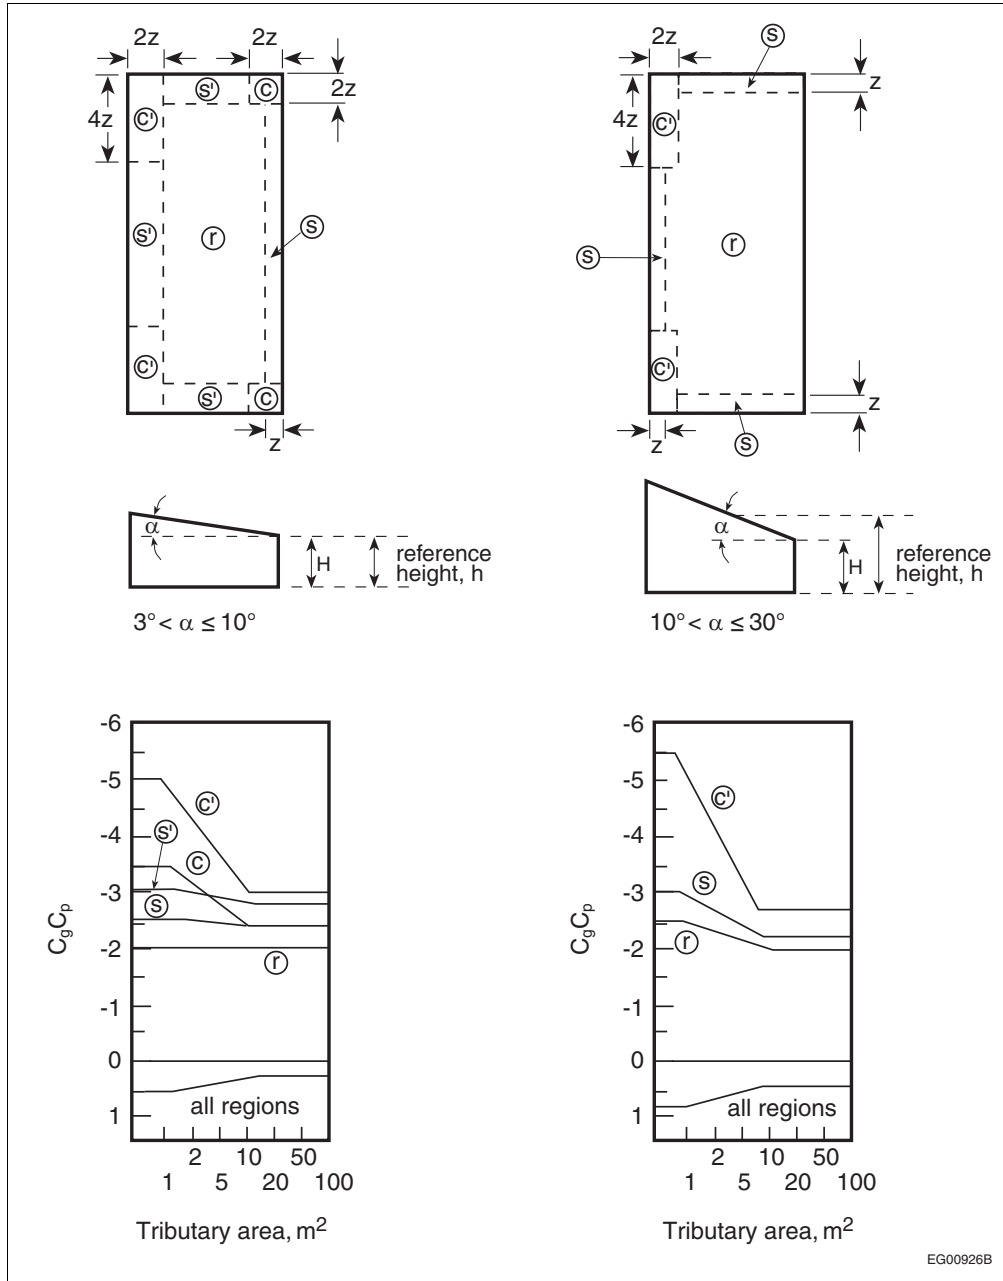 2z 2z
s' c 2z
4z c'
s' r s
c' s' c
z
α H reference
height, h
3° < α ≤ 10°
2z s
z
4z c'
s r
c' z
z s
α H reference
height, h
10° < α ≤ 30°
-6
-5
-4
-3
-2
-1
0
1
CgCp
c'
s' c
s
r
all regions
2 10 50
1 5 20 100
Tributary area, m²
-6
-5
-4
-3
-2
-1
0
1
CgCp
c'
s
r
all regions
2 10 50
1 5 20 100
Tributary area, m²
EG00926B